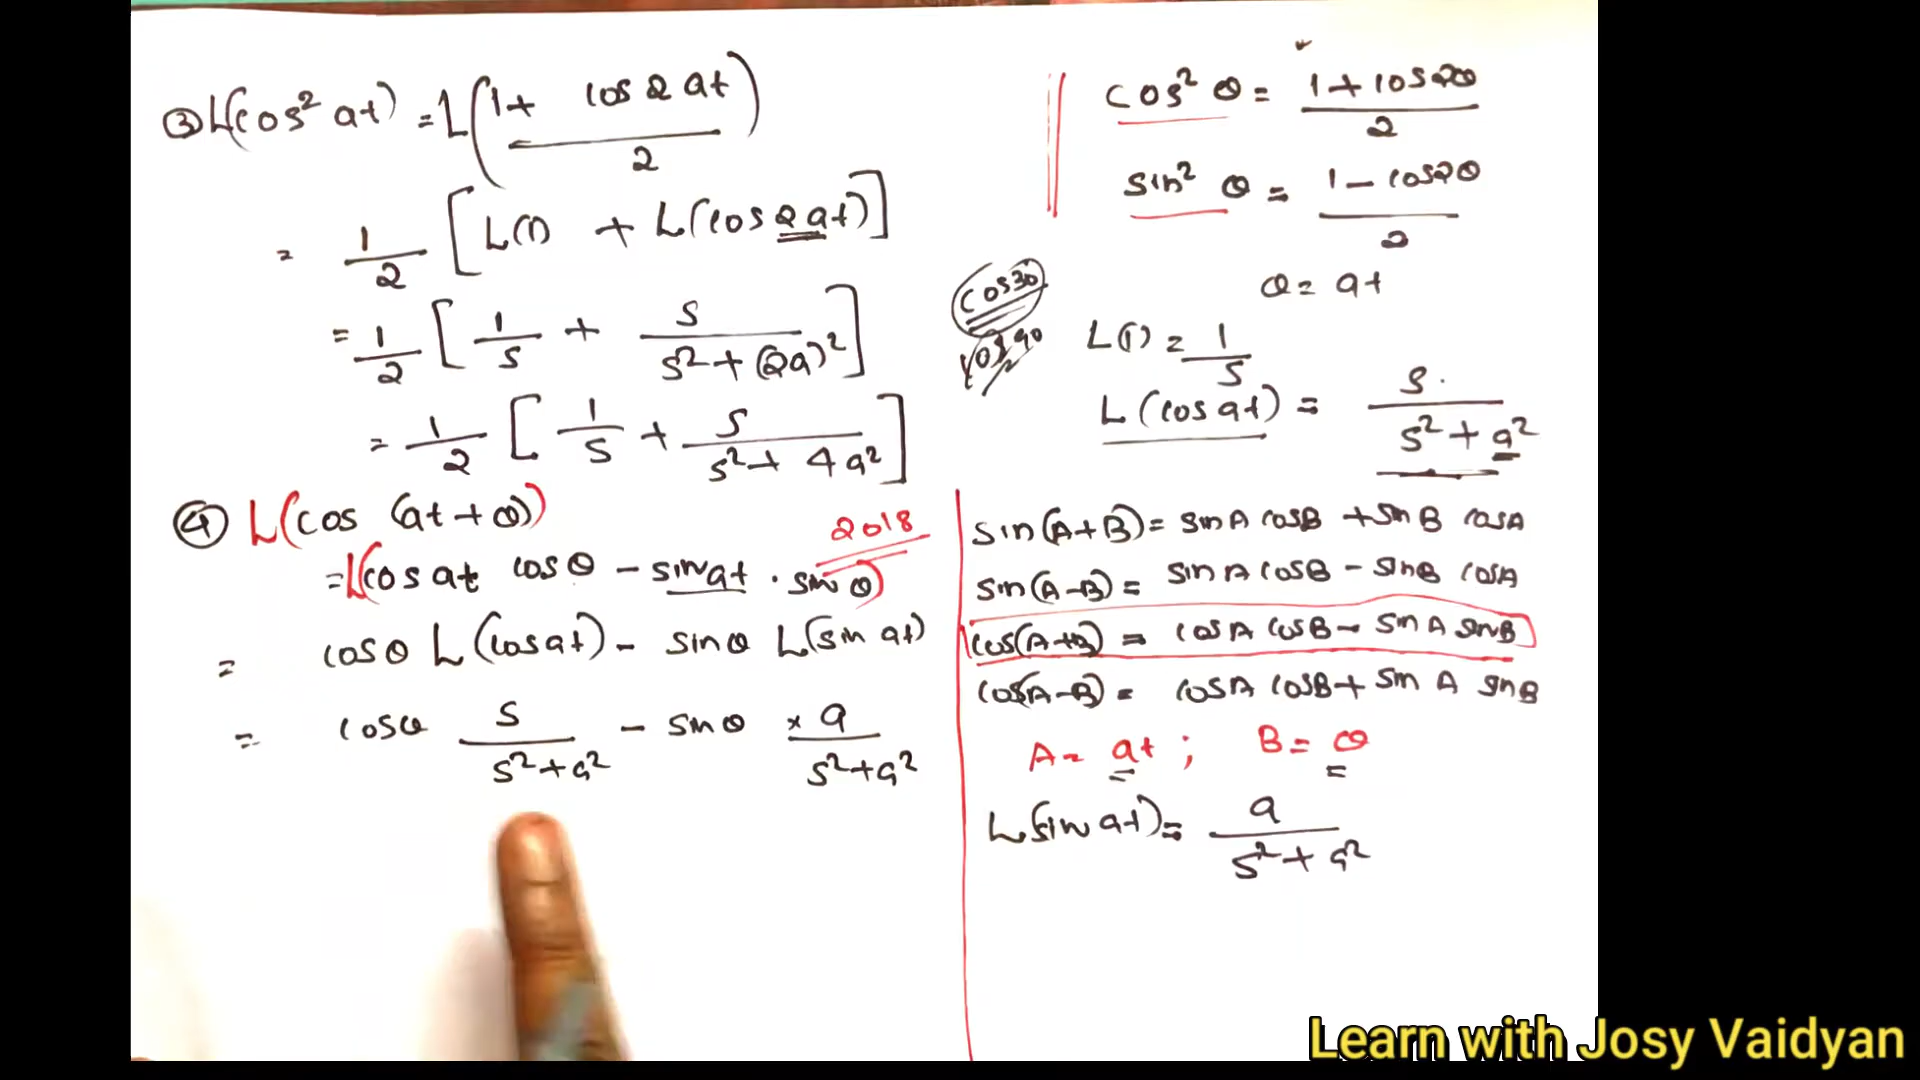 ③ L(cos² at) = L(1 + cos 2 at / 2)
= 1/2 [L(1) + L(cos 2at)]
= 1/2 [1/s + s/(s² + (2a)²)]
= 1/2 [1/s + s/(s² + 4a²)]
④ L(cos (at + θ))
2018
= L(cos at cos θ - sin at . sin θ)
= cos θ L(cos at) - sin θ L(sin at)
= cos θ s/(s² + a²) - sin θ × a/(s² + a²)
cos² θ = 1 + cos 2θ / 2
sin² θ = 1 - cos 2θ / 2
θ = at
cos 30
cos 90
L(1) = 1/s
L(cos at) = s/(s² + a²)
sin(A+B) = sin A cos B + sin B cos A
sin(A-B) = sin A cos B - sin B cos A
cos(A+B) = cos A cos B - sin A sin B
cos(A-B) = cos A cos B + sin A sin B
A = at ; B = θ
L(sin at) = a/(s² + a²)
Learn with Josy Vaidyan